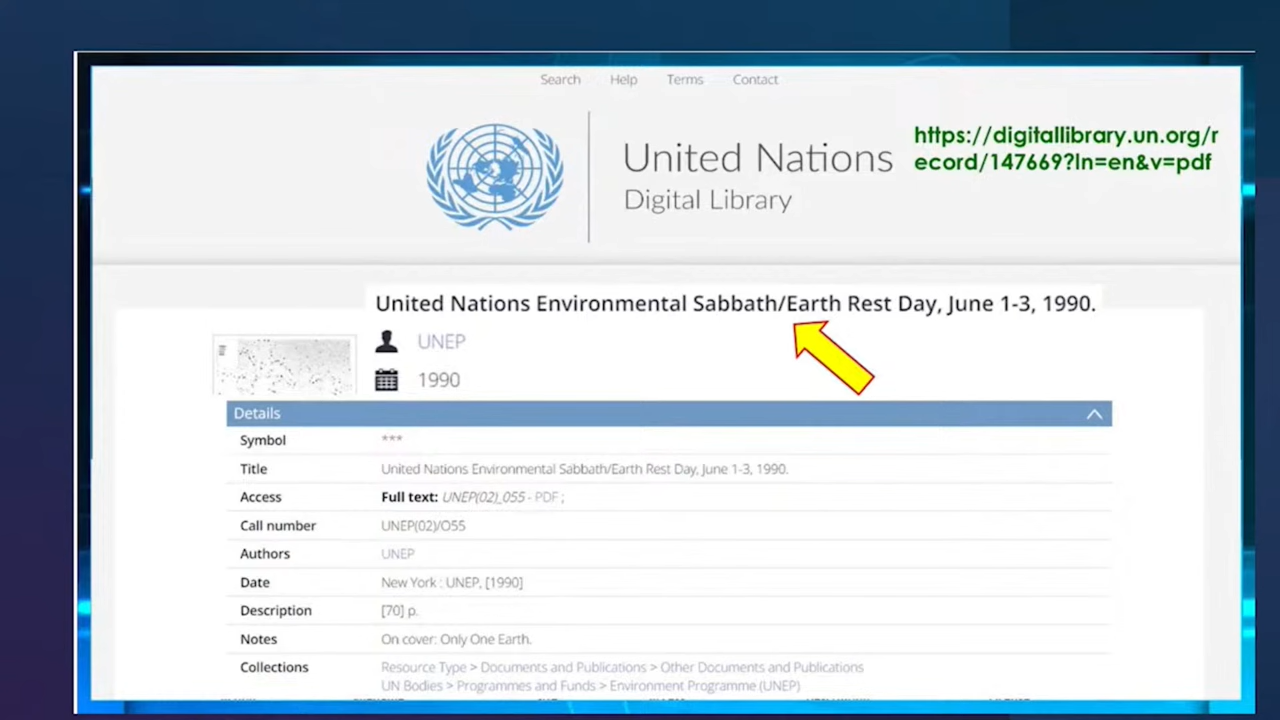 Search Help Terms Contact
United Nations
Digital Library
https://digitallibrary.un.org/r
ecord/147669?ln=en&v=pdf
United Nations Environmental Sabbath/Earth Rest Day, June 1-3, 1990.
UNEP
1990
Details
Symbol ***
Title United Nations Environmental Sabbath/Earth Rest Day, June 1-3, 1990.
Access Full text: UNEP(02)_055 - PDF ;
Call number UNEP(02)/O55
Authors UNEP
Date New York : UNEP, [1990]
Description [70] p.
Notes On cover: Only One Earth.
Collections Resource Type > Documents and Publications > Other Documents and Publications
UN Bodies > Programmes and Funds > Environment Programme (UNEP)